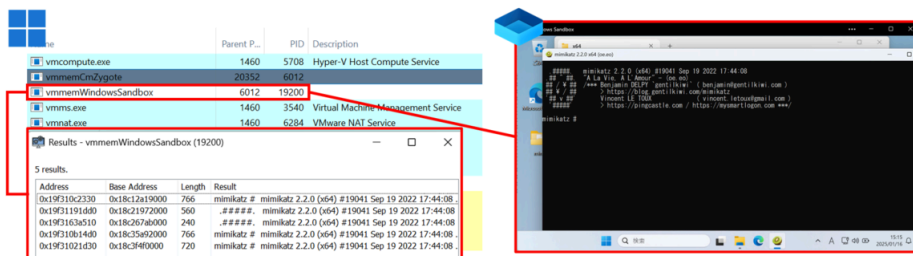 Name Parent P... PID Description
vmcompute.exe 1460 5708 Hyper-V Host Compute Service
vmmemCmZygote 20352 6012
vmmemWindowsSandbox 6012 19200
vmms.exe 1460 3540 Virtual Machine Management Service
vmnat.exe 1460 6284 VMware NAT Service
Results - vmmemWindowsSandbox (19200)
5 results.
Address Base Address Length Result
0x19f310c2330 0x18c12a19000 766 mimikatz # mimikatz 2.2.0 (x64) #19041 Sep 19 2022 17:44:08 .
0x19f31191dd0 0x18c21972000 560 .#####. mimikatz 2.2.0 (x64) #19041 Sep 19 2022 17:44:08
0x19f3163a510 0x18c267ab000 240 .#####. mimikatz 2.2.0 (x64) #19041 Sep 19 2022 17:44:08
0x19f310b14d0 0x18c35a92000 766 mimikatz # mimikatz 2.2.0 (x64) #19041 Sep 19 2022 17:44:08 .
0x19f31021d30 0x18c3f4f0000 720 mimikatz # mimikatz 2.2.0 (x64) #19041 Sep 19 2022 17:44:08 .
Sandbox
x64
mimikatz 2.2.0 x64 (oe.eo)
.#####. mimikatz 2.2.0 (x64) #19041 Sep 19 2022 17:44:08
.## ^ ##. "A La Vie, A L'Amour" - (oe.eo)
## / ¥ ## /*** Benjamin DELPY `gentilkiwi` ( benjamin@gentilkiwi.com )
## ¥ / ## > https://blog.gentilkiwi.com/mimikatz
'## v ##' Vincent LE TOUX ( vincent.letoux@gmail.com )
'#####' > https://pingcastle.com / https://mysmartlogon.com ***/
mimikatz #
検索
A
15:15
2025/01/16